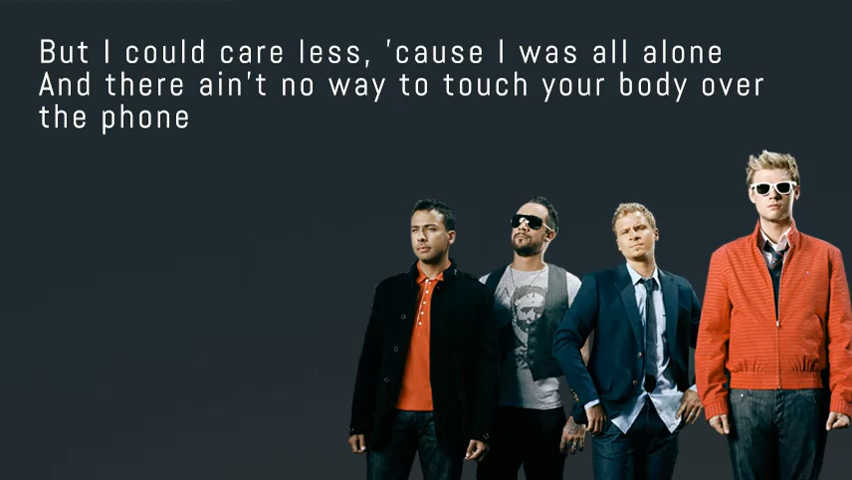 But I could care less, 'cause I was all alone
And there ain't no way to touch your body over
the phone